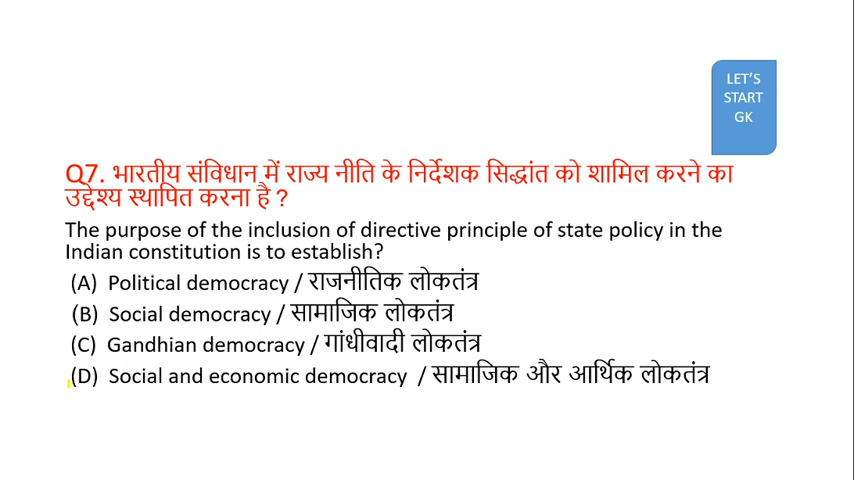 LET'S
START
GK
Q7. भारतीय संविधान में राज्य नीति के निर्देशक सिद्धांत को शामिल करने का
उद्देश्य स्थापित करना है ?
The purpose of the inclusion of directive principle of state policy in the
Indian constitution is to establish?
(A) Political democracy / राजनीतिक लोकतंत्र
(B) Social democracy / सामाजिक लोकतंत्र
(C) Gandhian democracy / गांधीवादी लोकतंत्र
(D) Social and economic democracy / सामाजिक और आर्थिक लोकतंत्र